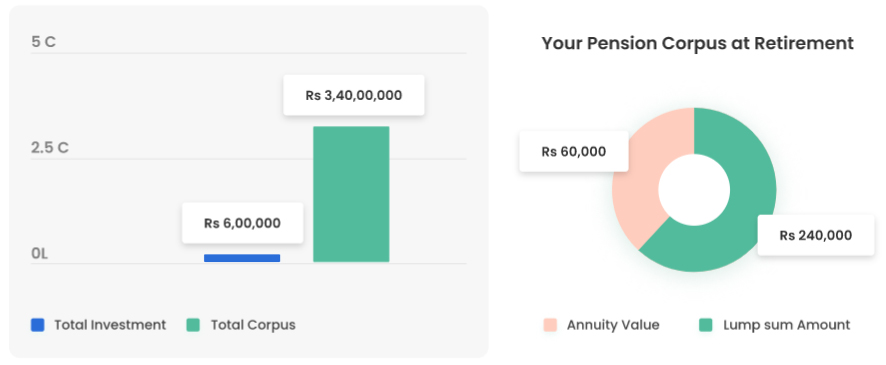 5 C
Rs 3,40,00,000
2.5 C
Rs 6,00,000
0L
Total Investment
Total Corpus
Your Pension Corpus at Retirement
Rs 60,000
Rs 240,000
Annuity Value
Lump sum Amount